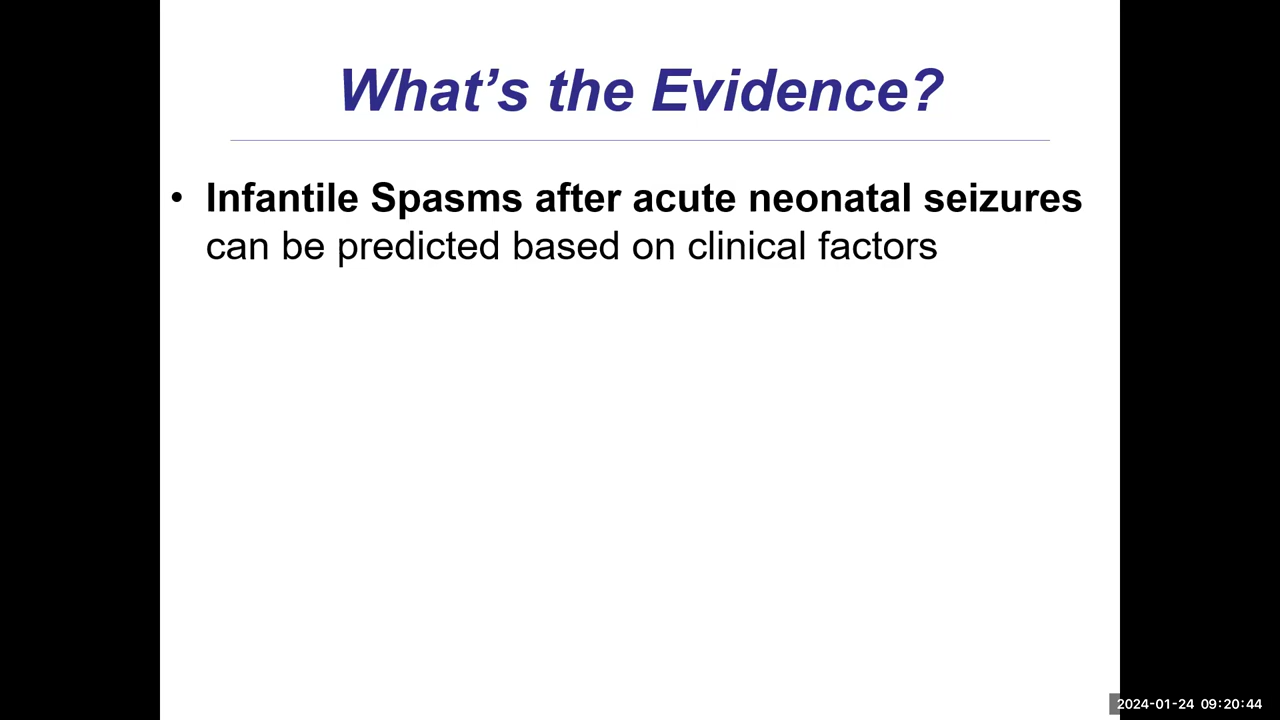 What’s the Evidence?
• Infantile Spasms after acute neonatal seizures
can be predicted based on clinical factors
2024-01-24 09:20:44